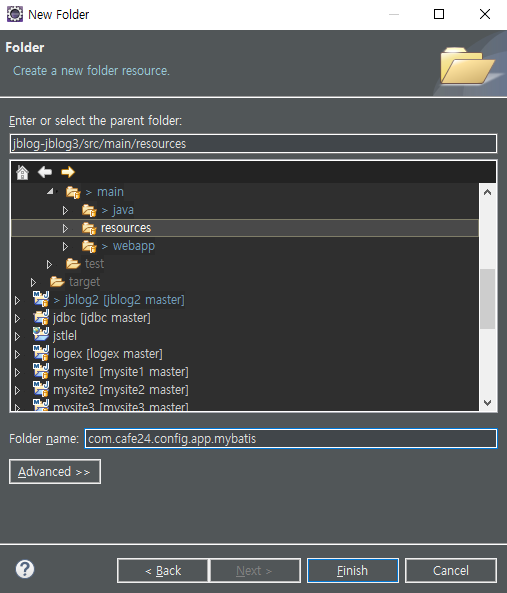 New Folder
Folder
Create a new folder resource.
Enter or select the parent folder:
jblog-jblog3/src/main/resources
> main
> java
resources
> webapp
test
target
> jblog2 [jblog2 master]
jdbc [jdbc master]
jstlel
logex [logex master]
mysite1 [mysite1 master]
mysite2 [mysite2 master]
mysite3 [mysite3 master]
Folder name: com.cafe24.config.app.mybatis
Advanced >>
< Back Next > Finish Cancel